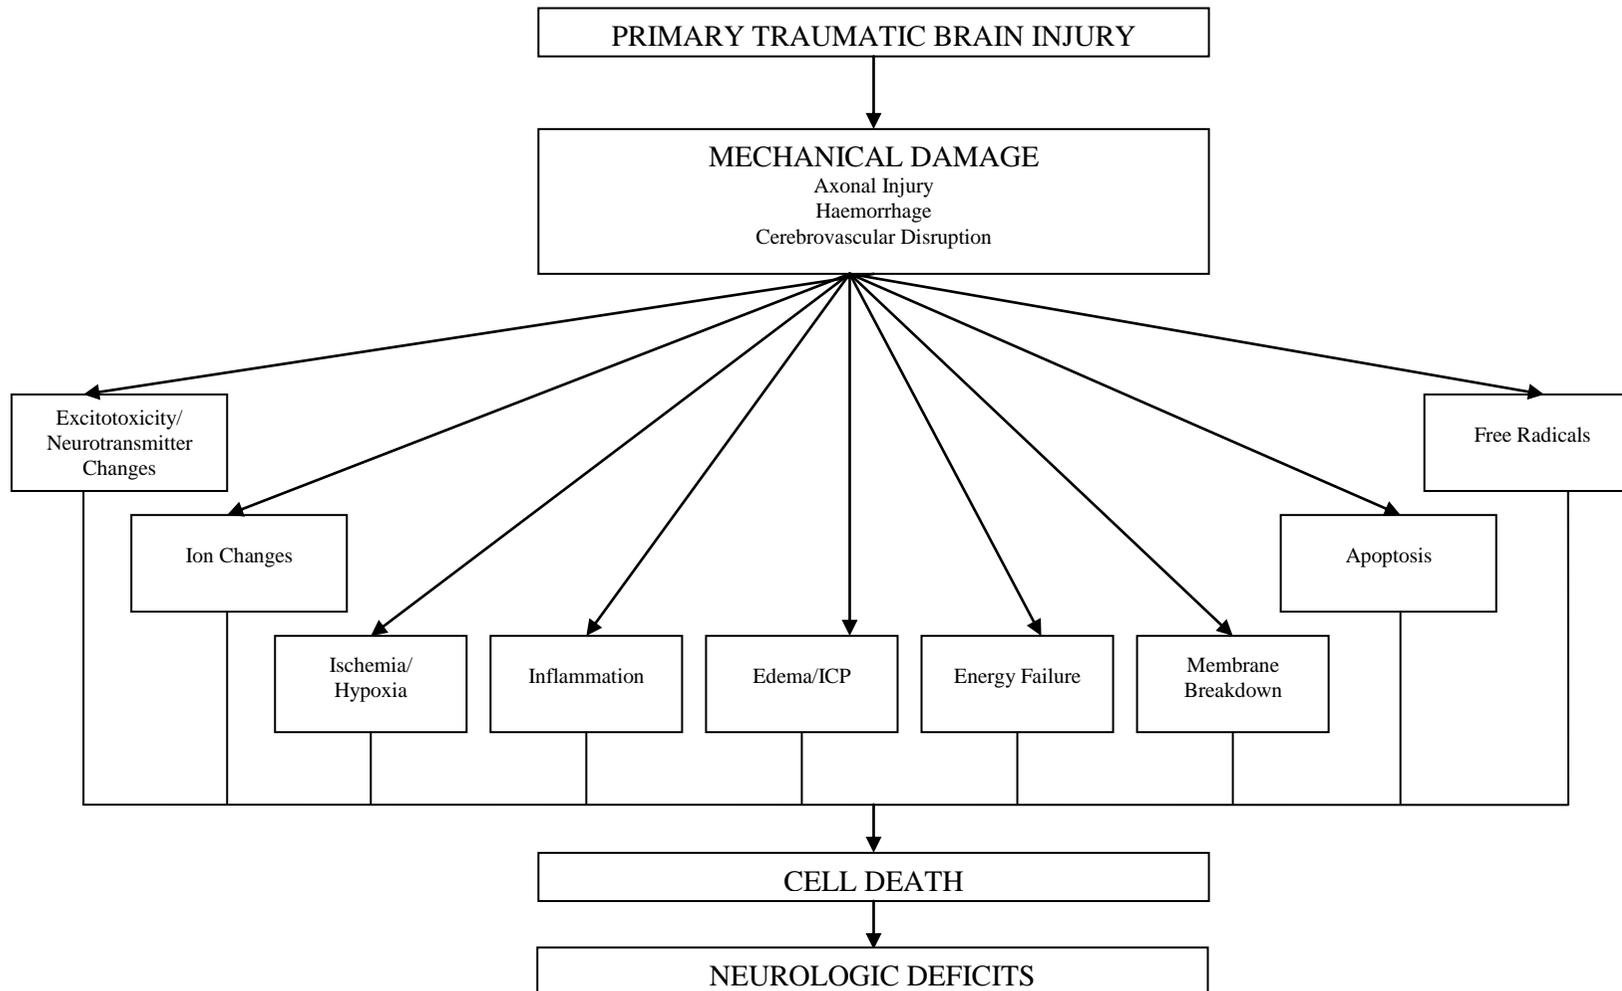 PRIMARY TRAUMATIC BRAIN INJURY
MECHANICAL DAMAGE
Axonal Injury
Haemorrhage
Cerebrovascular Disruption
Excitotoxicity/
Neurotransmitter
Changes
Free Radicals
Ion Changes
Apoptosis
Ischemia/
Hypoxia
Inflammation
Edema/ICP
Energy Failure
Membrane
Breakdown
CELL DEATH
NEUROLOGIC DEFICITS